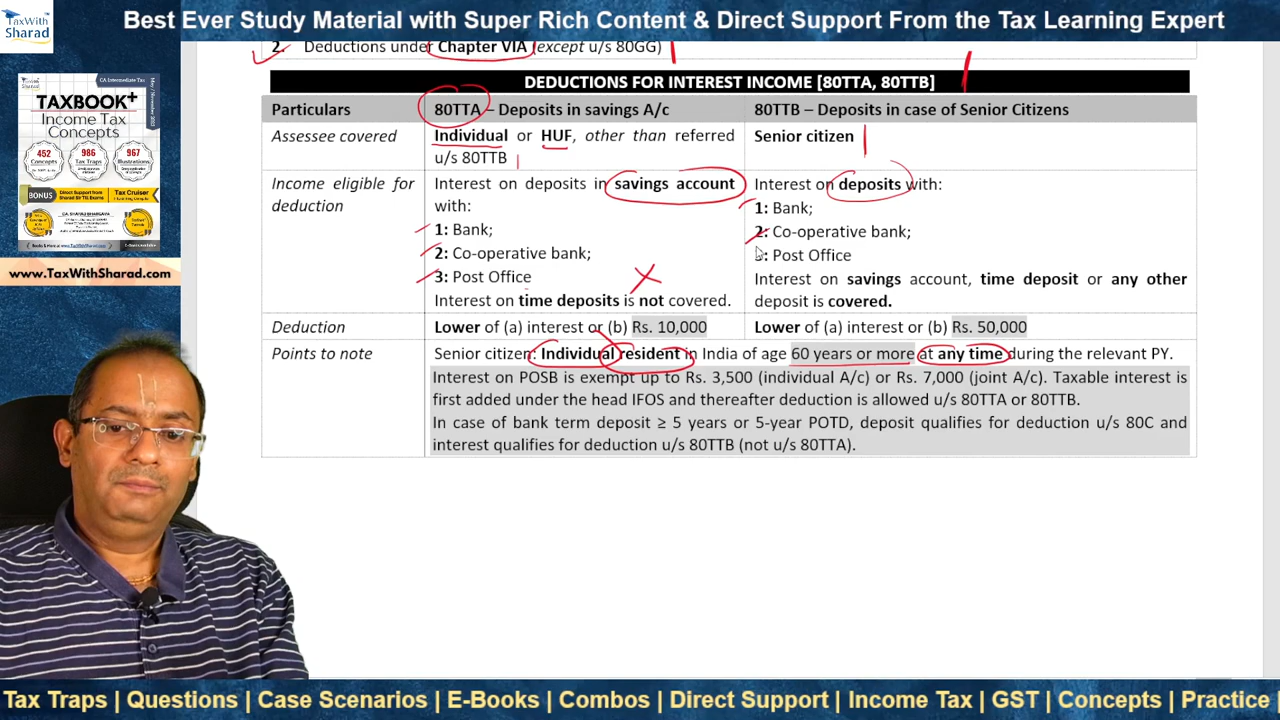 Best Ever Study Material with Super Rich Content & Direct Support From the Tax Learning Expert
TaxWith
Sharad
2. Deductions under Chapter VIA (except u/s 80GG)
DEDUCTIONS FOR INTEREST INCOME [80TTA, 80TTB]
Particulars
80TTA – Deposits in savings A/c
80TTB – Deposits in case of Senior Citizens
Assessee covered
Individual or HUF, other than referred
u/s 80TTB
Senior citizen
Income eligible for
deduction
Interest on deposits in savings account
with:
1: Bank;
2: Co-operative bank;
3: Post Office
Interest on time deposits is not covered.
Interest on deposits with:
1: Bank;
2: Co-operative bank;
3: Post Office
Interest on savings account, time deposit or any other
deposit is covered.
Deduction
Lower of (a) interest or (b) Rs. 10,000
Lower of (a) interest or (b) Rs. 50,000
Points to note
Senior citizen: Individual resident in India of age 60 years or more at any time during the relevant PY.
Interest on POSB is exempt up to Rs. 3,500 (individual A/c) or Rs. 7,000 (joint A/c). Taxable interest is
first added under the head IFOS and thereafter deduction is allowed u/s 80TTA or 80TTB.
In case of bank term deposit ≥ 5 years or 5-year POTD, deposit qualifies for deduction u/s 80C and
interest qualifies for deduction u/s 80TTB (not u/s 80TTA).
CA Intermediate Tax
TAXBOOK+
Income Tax
Concepts
452
Concepts
986
Tax Traps
967
Illustrations
BONUS
Tax Cruiser
www.TaxWithSharad.com
Tax Traps | Questions | Case Scenarios | E-Books | Combos | Direct Support | Income Tax | GST | Concepts | Practice |